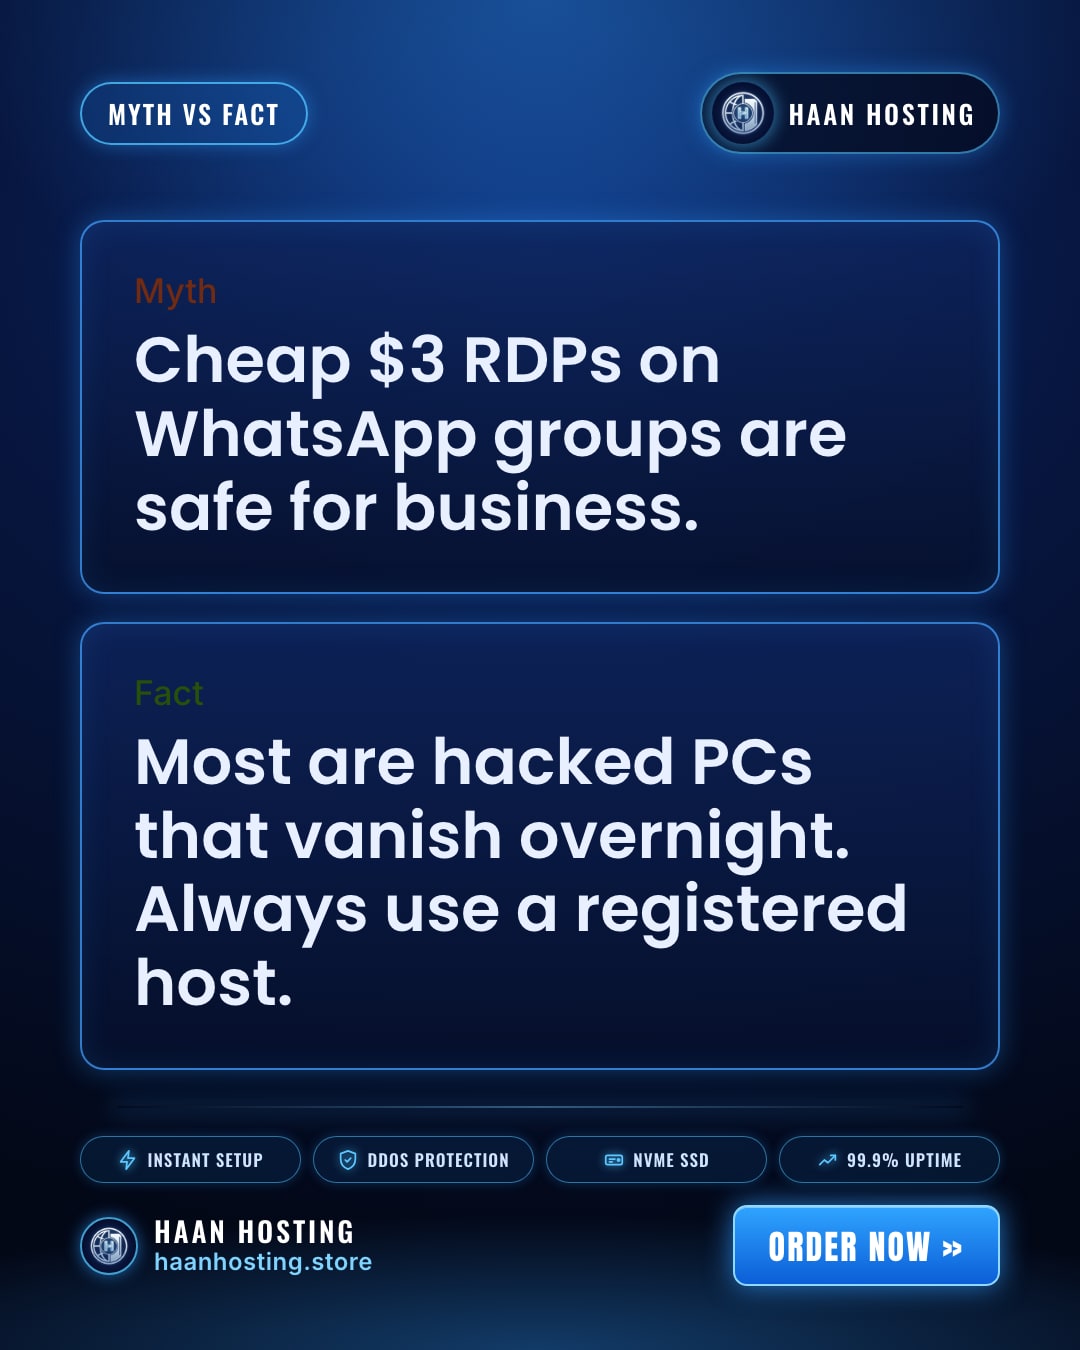 MYTH VS FACT
HAAN HOSTING
Myth
Cheap $3 RDPs on
WhatsApp groups are
safe for business.
Fact
Most are hacked PCs
that vanish overnight.
Always use a registered
host.
INSTANT SETUP
DDOS PROTECTION
NVME SSD
99.9% UPTIME
HAAN HOSTING
haanhosting.store
ORDER NOW »